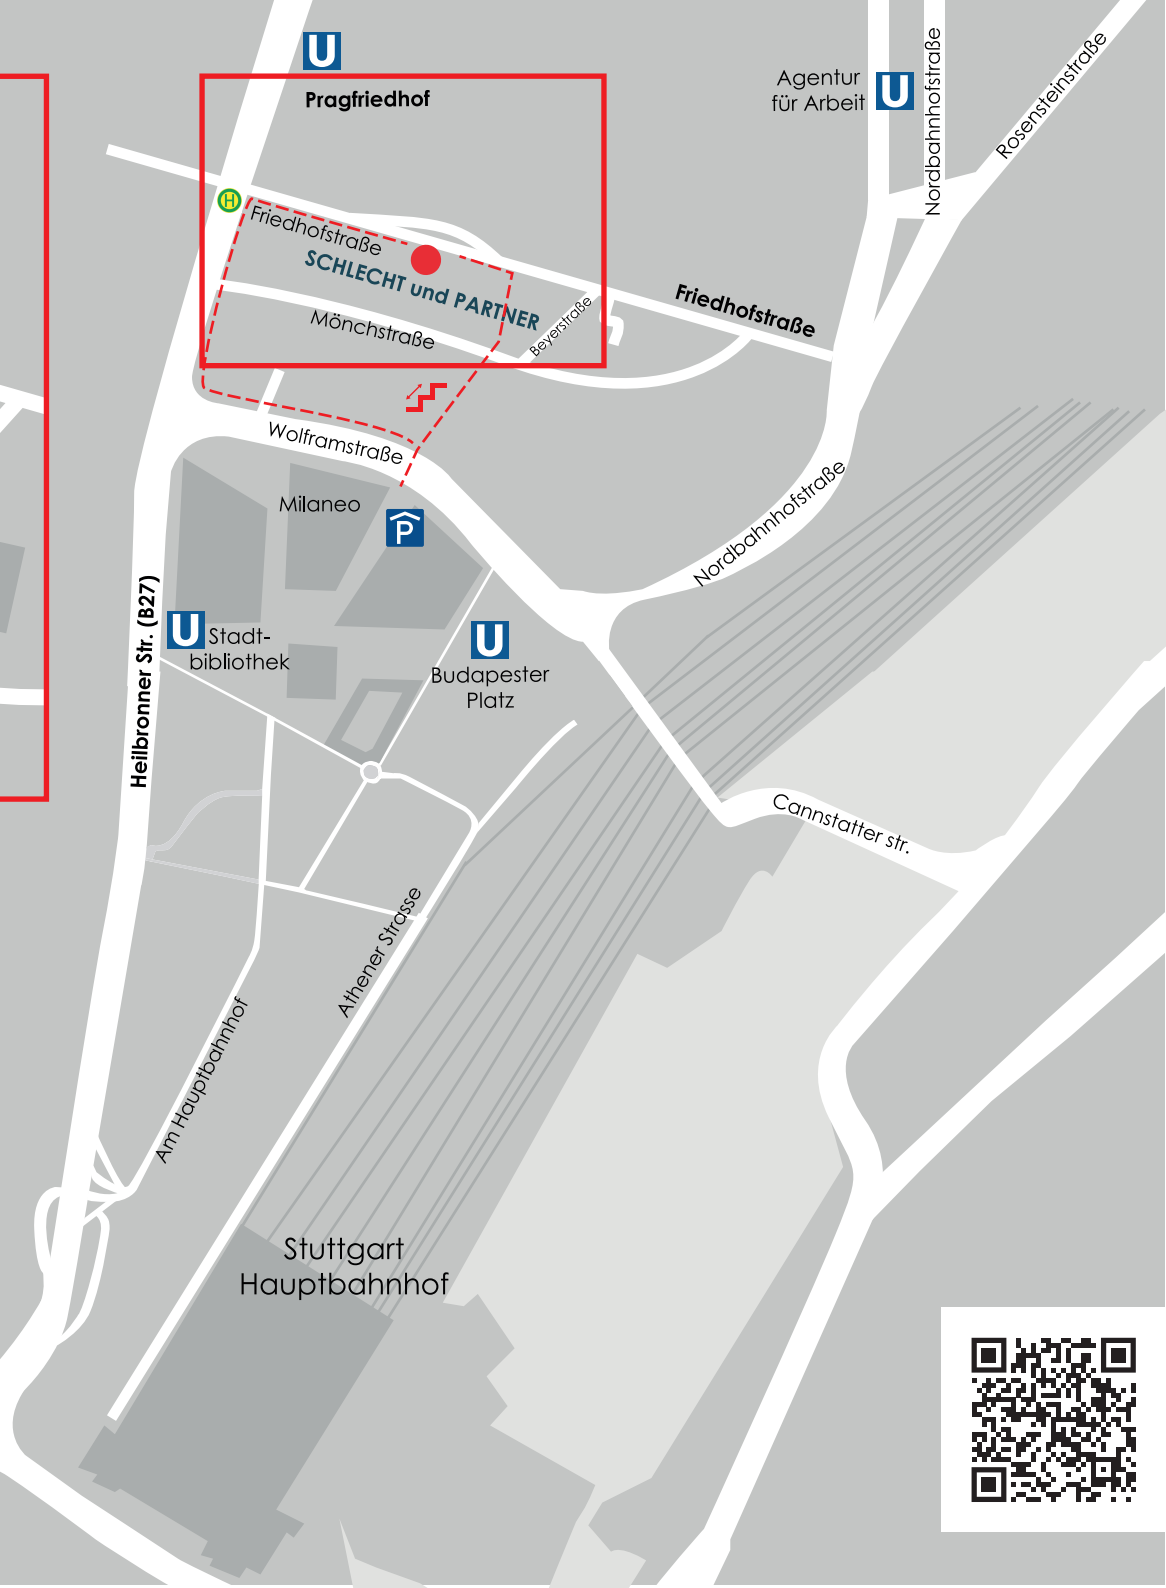 U
Pragfriedhof
Agentur
für Arbeit
U
Nordbahnhofstraße
Rosensteinstraße
H
Friedhofstraße
SCHLECHT und PARTNER
Mönchstraße
Beyerstraße
Friedhofstraße
Wolframstraße
Milaneo
P
Nordbahnhofstraße
Heilbronner Str. (B27)
U
Stadt-
bibliothek
U
Budapester
Platz
Cannstatter str.
Athener Strasse
Am Hauptbahnhof
Stuttgart
Hauptbahnhof